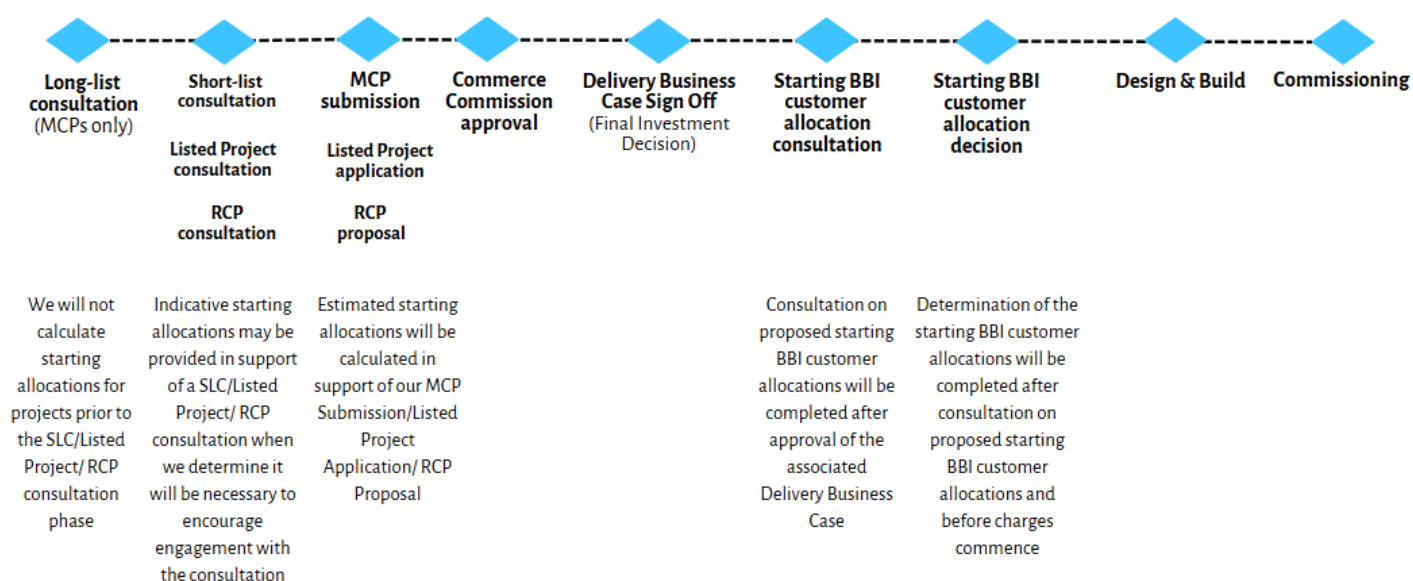 Long-list
consultation
(MCPs only)
Short-list
consultation
Listed Project
consultation
RCP
consultation
MCP
submission
Listed Project
application
RCP
proposal
Commerce
Commission
approval
Delivery Business
Case Sign Off
(Final Investment
Decision)
Starting BBI
customer
allocation
consultation
Starting BBI
customer
allocation
decision
Design & Build
Commissioning
We will not
calculate
starting
allocations for
projects prior to
the SLC/Listed
Project/ RCP
consultation
phase
Indicative starting
allocations may be
provided in support
of a SLC/Listed
Project/ RCP
consultation when
we determine it
will be necessary to
encourage
engagement with
the consultation
Estimated starting
allocations will be
calculated in
support of our MCP
Submission/Listed
Project
Application/ RCP
Proposal
Consultation on
proposed starting
BBI customer
allocations will be
completed after
approval of the
associated
Delivery Business
Case
Determination of the
starting BBI customer
allocations will be
completed after
consultation on
proposed starting
BBI customer
allocations and
before charges
commence